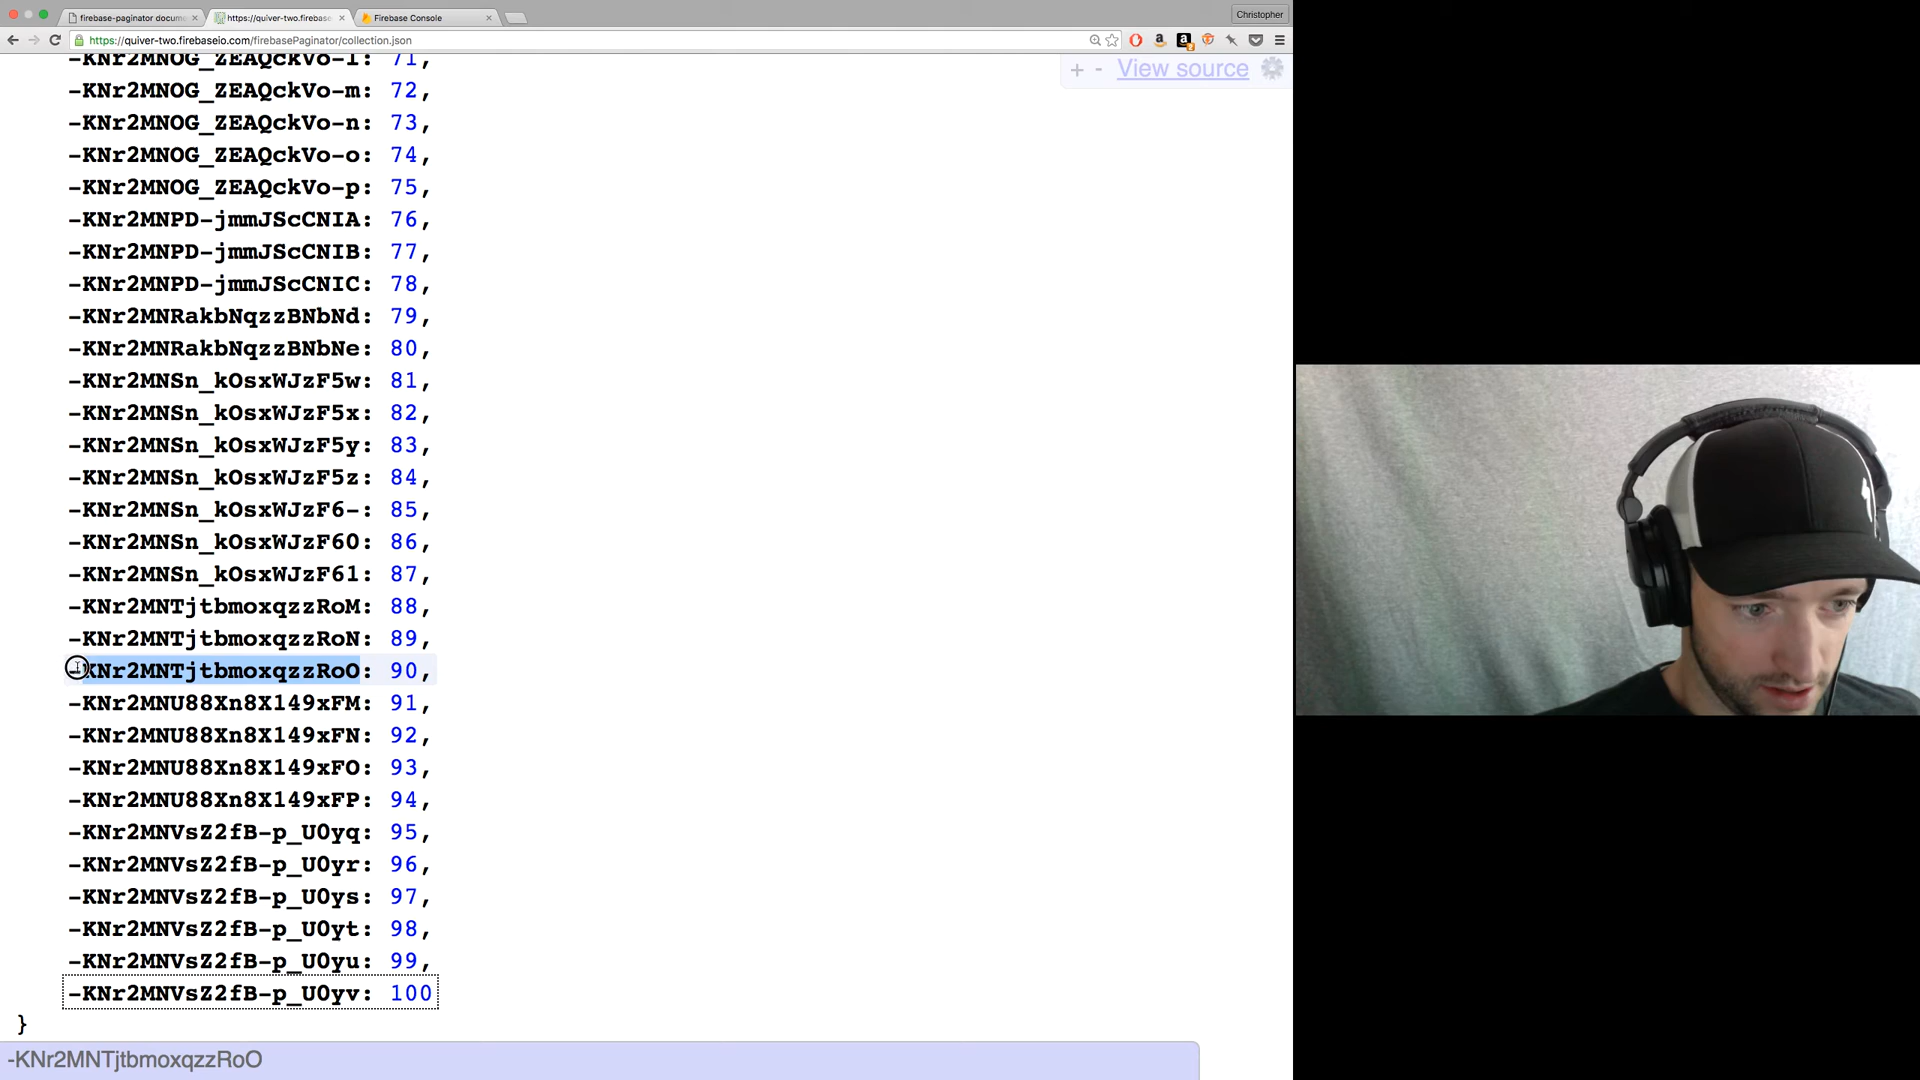 firebase-paginator docume
https://quiver-two.firebase
Firebase Console
Christopher
https://quiver-two.firebaseio.com/firebasePaginator/collection.json
+ - View source
-KNr2MNOG_ZEAQckVo-l: 71,
-KNr2MNOG_ZEAQckVo-m: 72,
-KNr2MNOG_ZEAQckVo-n: 73,
-KNr2MNOG_ZEAQckVo-o: 74,
-KNr2MNOG_ZEAQckVo-p: 75,
-KNr2MNPD-jmmJScCNIA: 76,
-KNr2MNPD-jmmJScCNIB: 77,
-KNr2MNPD-jmmJScCNIC: 78,
-KNr2MNRakbNqzzBNbNd: 79,
-KNr2MNRakbNqzzBNbNe: 80,
-KNr2MNSn_kOsxWJzF5w: 81,
-KNr2MNSn_kOsxWJzF5x: 82,
-KNr2MNSn_kOsxWJzF5y: 83,
-KNr2MNSn_kOsxWJzF5z: 84,
-KNr2MNSn_kOsxWJzF6-: 85,
-KNr2MNSn_kOsxWJzF60: 86,
-KNr2MNSn_kOsxWJzF61: 87,
-KNr2MNTjtbmoxqzzRoM: 88,
-KNr2MNTjtbmoxqzzRoN: 89,
-KNr2MNTjtbmoxqzzRoO: 90,
-KNr2MNU88Xn8X149xFM: 91,
-KNr2MNU88Xn8X149xFN: 92,
-KNr2MNU88Xn8X149xFO: 93,
-KNr2MNU88Xn8X149xFP: 94,
-KNr2MNVsZ2fB-p_U0yq: 95,
-KNr2MNVsZ2fB-p_U0yr: 96,
-KNr2MNVsZ2fB-p_U0ys: 97,
-KNr2MNVsZ2fB-p_U0yt: 98,
-KNr2MNVsZ2fB-p_U0yu: 99,
-KNr2MNVsZ2fB-p_U0yv: 100
}
-KNr2MNTjtbmoxqzzRoO